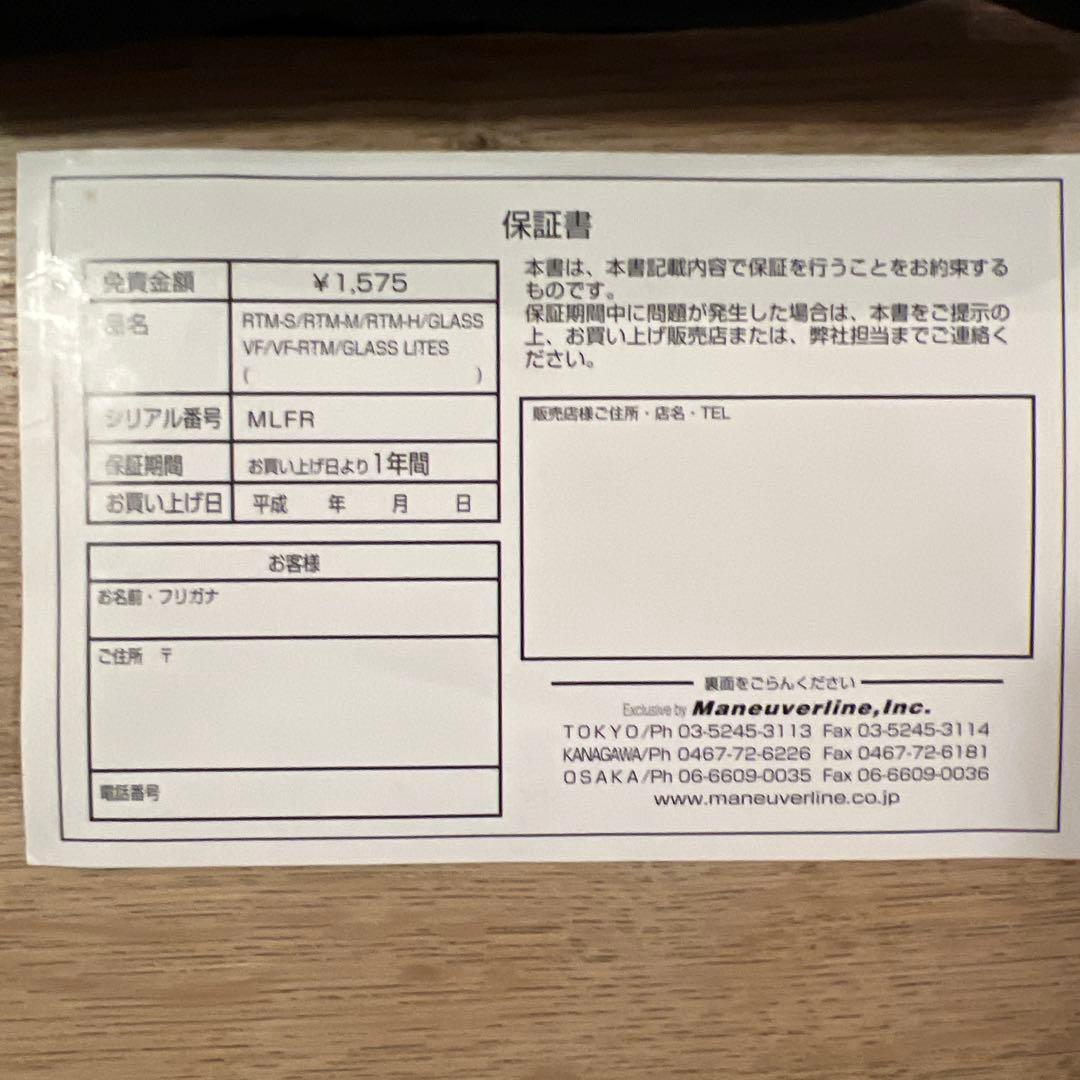 保証書
免責金額 ¥1,575
品名 RTM-S/RTM-M/RTM-H/GLASS
VF/VF-RTM/GLASS LITES
( )
シリアル番号 MLFR
保証期間 お買い上げ日より1年間
お買い上げ日 平成 年 月 日
お客様
お名前・フリガナ
ご住所 〒
電話番号
本書は、本書記載内容で保証を行うことをお約束する
ものです。
保証期間中に問題が発生した場合は、本書をご提示の
上、お買い上げ販売店または、弊社担当までご連絡く
ださい。
販売店様ご住所・店名・TEL
裏面をごらんください
Exclusive by Maneuverline,Inc.
TOKYO/Ph 03-5245-3113 Fax 03-5245-3114
KANAGAWA/Ph 0467-72-6226 Fax 0467-72-6181
OSAKA/Ph 06-6609-0035 Fax 06-6609-0036
www.maneuverline.co.jp